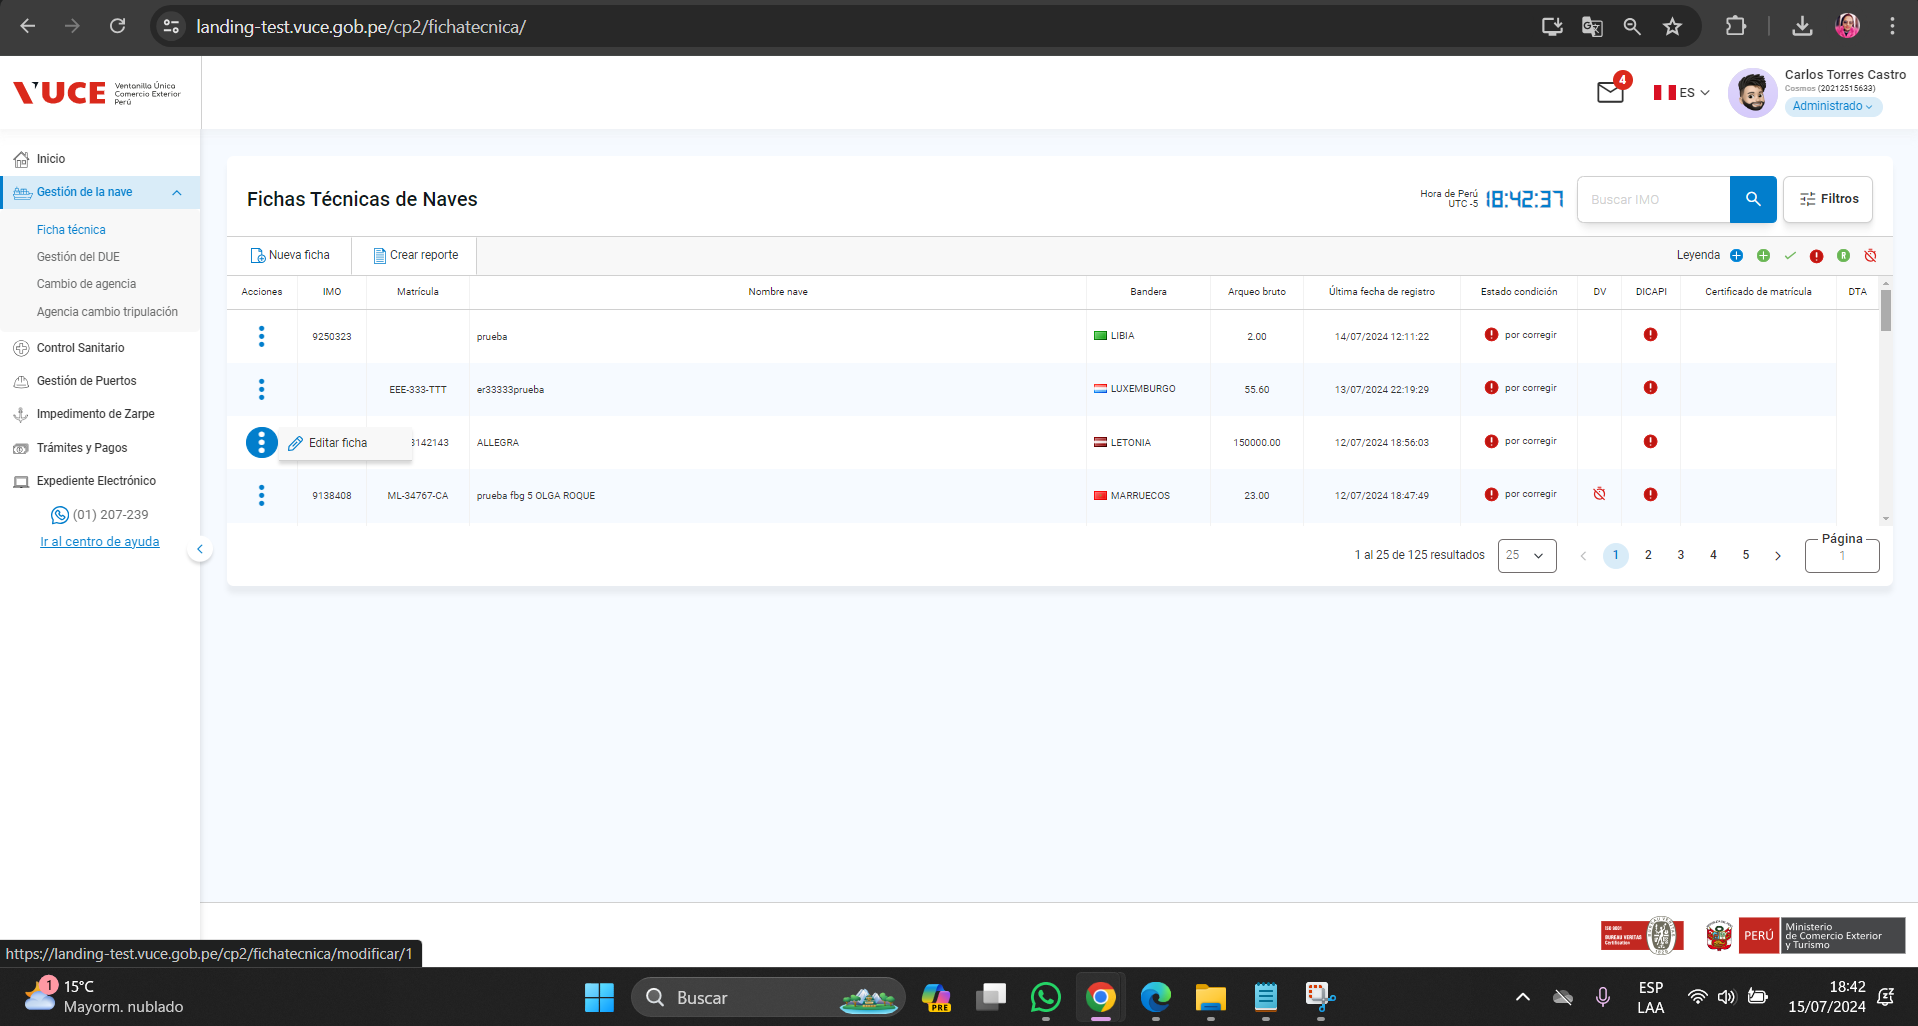 landing-test.vuce.gob.pe/cp2/fichatecnica/
VUCE
Ventanilla Única
Comercio Exterior
Perú
4
ES
Carlos Torres Castro
Cosmos (20212515633)
Administrado
Inicio
Gestión de la nave
Ficha técnica
Gestión del DUE
Cambio de agencia
Agencia cambio tripulación
Control Sanitario
Gestión de Puertos
Impedimento de Zarpe
Trámites y Pagos
Expediente Electrónico
(01) 207-239
Ir al centro de ayuda
Fichas Técnicas de Naves
Hora de Perú
UTC -5
18:42:37
Buscar IMO
Filtros
Nueva ficha
Crear reporte
Leyenda
R
Acciones IMO Matrícula Nombre nave Bandera Arqueo bruto Última fecha de registro Estado condición DV DICAPI Certificado de matrícula DTA
9250323 prueba LIBIA 2.00 14/07/2024 12:11:22 por corregir
EEE-333-TTT er33333prueba LUXEMBURGO 55.60 13/07/2024 22:19:29 por corregir
Editar ficha 3142143 ALLEGRA LETONIA 150000.00 12/07/2024 18:56:03 por corregir
9138408 ML-34767-CA prueba fbg 5 OLGA ROQUE MARRUECOS 23.00 12/07/2024 18:47:49 por corregir
1 al 25 de 125 resultados
25
1 2 3 4 5
Página
1
ISO 9001
BUREAU VERITAS
Certification
PERÚ
Ministerio
de Comercio Exterior
y Turismo
https://landing-test.vuce.gob.pe/cp2/fichatecnica/modificar/1
1
15°C
Mayorm. nublado
Buscar
PRE
ESP
LAA
18:42
15/07/2024